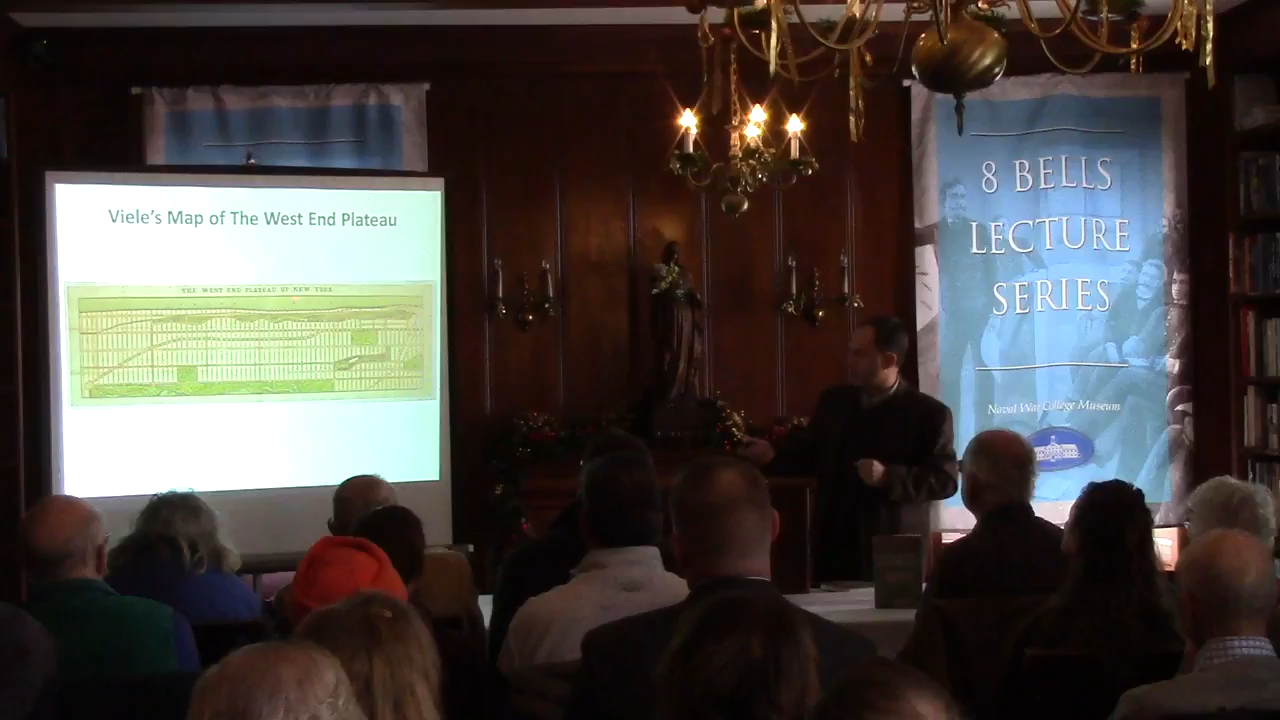 Viele's Map of The West End Plateau
THE WEST END PLATEAU OF NEW YORK
8 BELLS
LECTURE
SERIES
Naval War College Museum